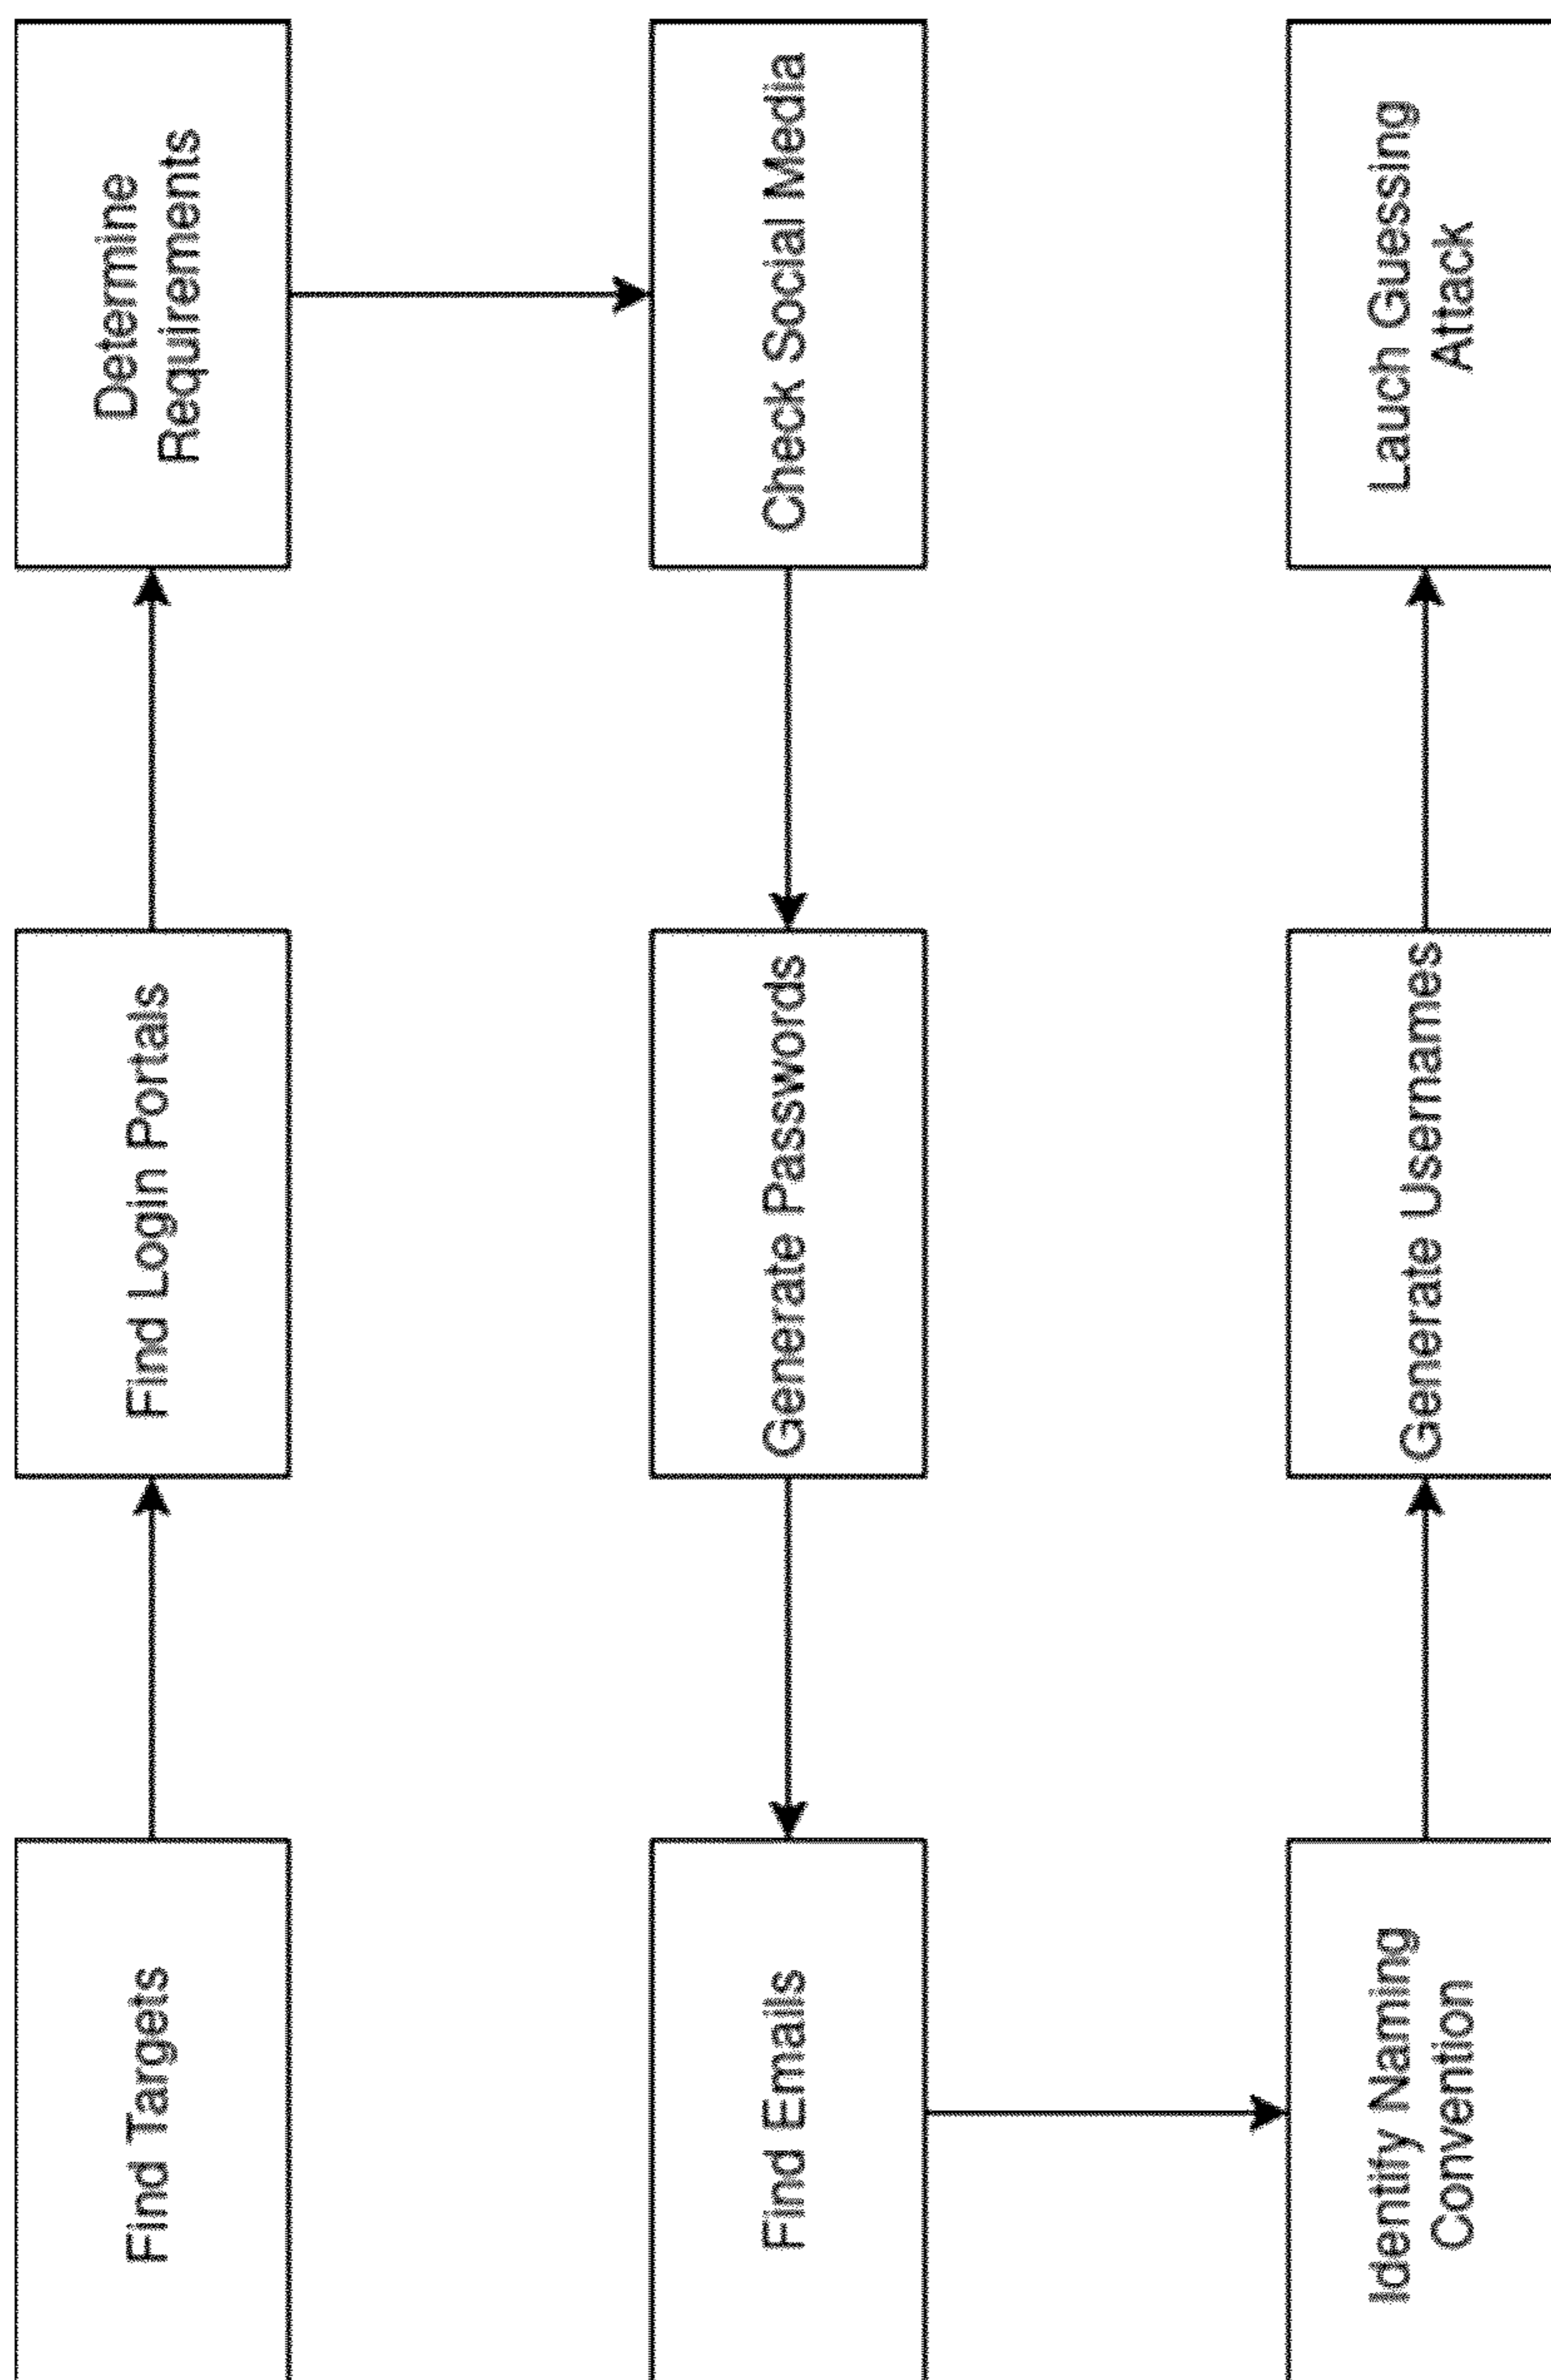 Find Targets
Find Login Portals
Determine
Requirements
Check Social Media
Generate Passwords
Find Emails
Identify Naming
Convention
Generate Usernames
Lauch Guessing
Attack